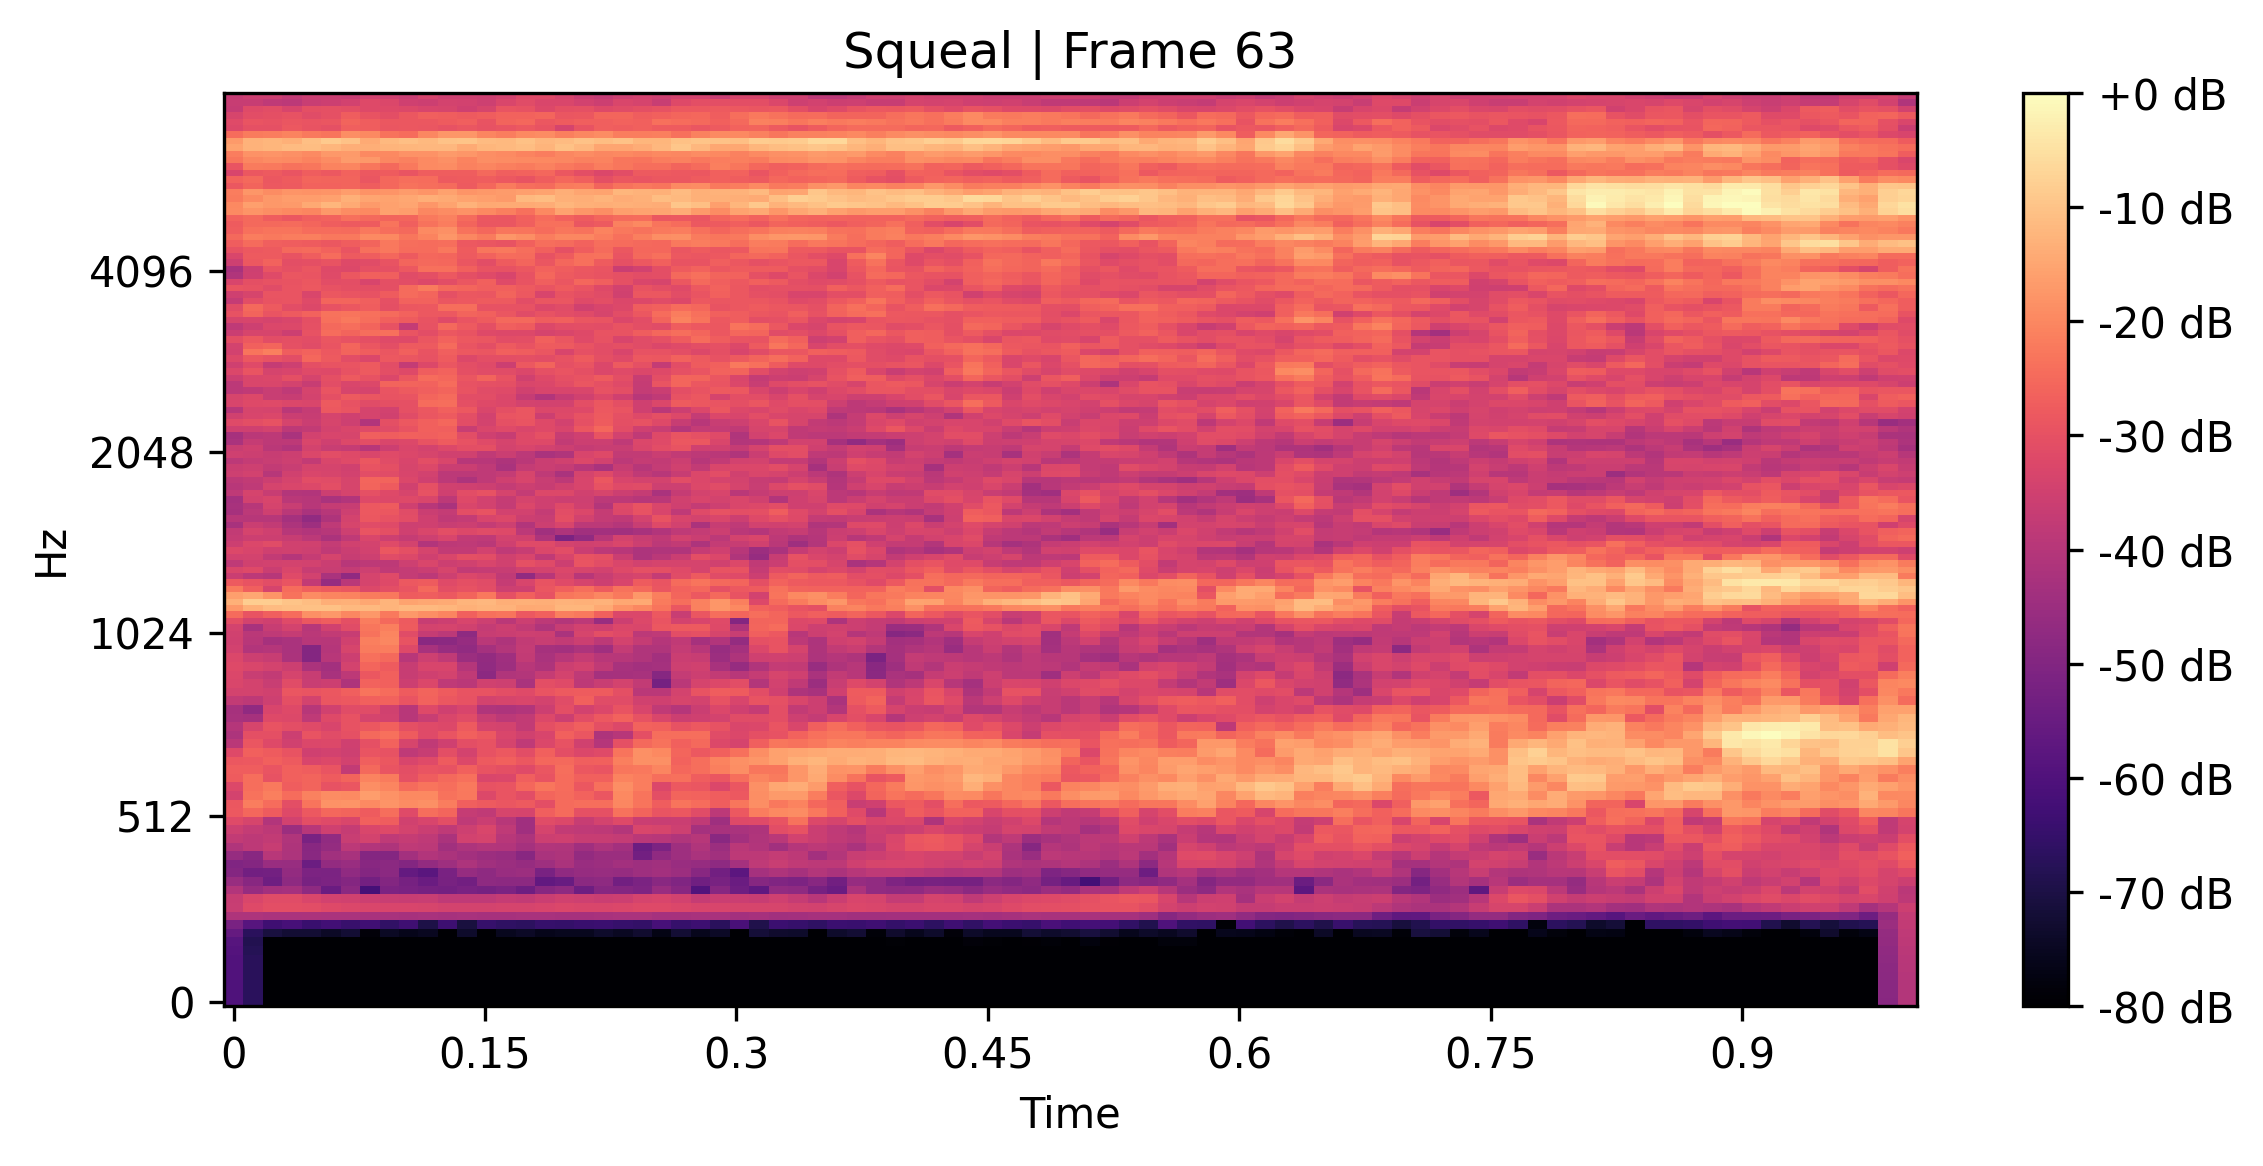 Squeal | Frame 63
Hz
4096
2048
1024
512
0
0 0.15 0.3 0.45 0.6 0.75 0.9
Time
+0 dB
-10 dB
-20 dB
-30 dB
-40 dB
-50 dB
-60 dB
-70 dB
-80 dB